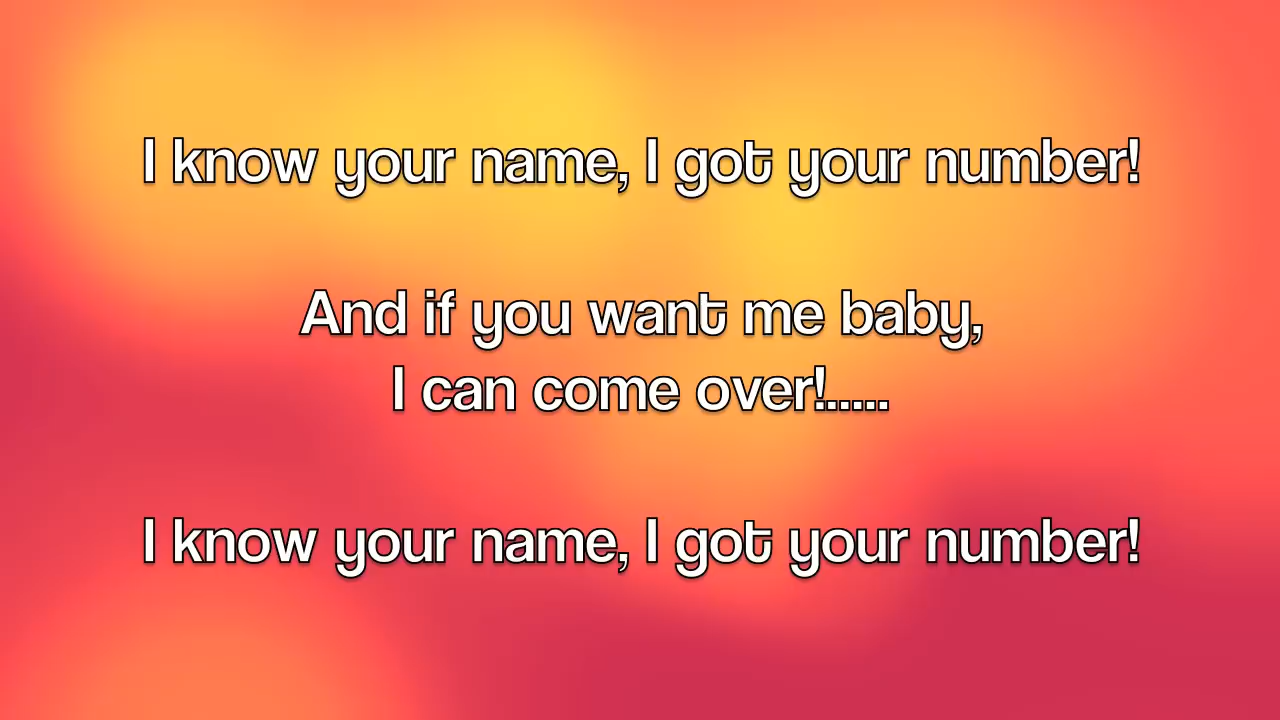 I know your name, I got your number!
And if you want me baby,
I can come over!.....
I know your name, I got your number!